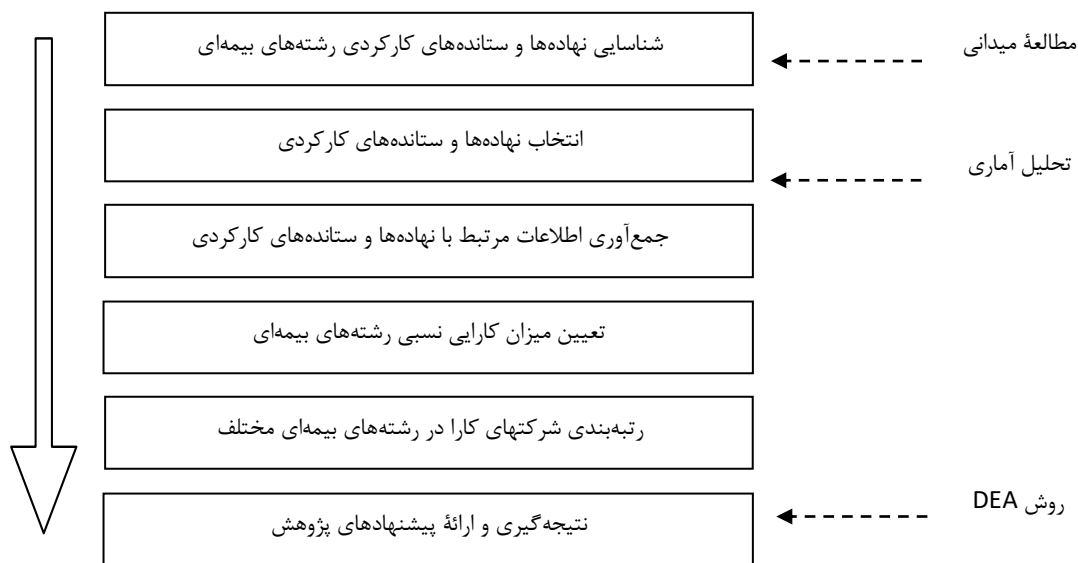 شناسایی نهاده‌ها و ستانده‌های کارکردی رشته‌های بیمه‌ای
مطالعۀ میدانی
انتخاب نهاده‌ها و ستانده‌های کارکردی
تحلیل آماری
جمع‌آوری اطلاعات مرتبط با نهاده‌ها و ستانده‌های کارکردی
تعیین میزان کارایی نسبی رشته‌های بیمه‌ای
رتبه‌بندی شرکتهای کارا در رشته‌های بیمه‌ای مختلف
روش DEA
نتیجه‌گیری و ارائۀ پیشنهادهای پژوهش